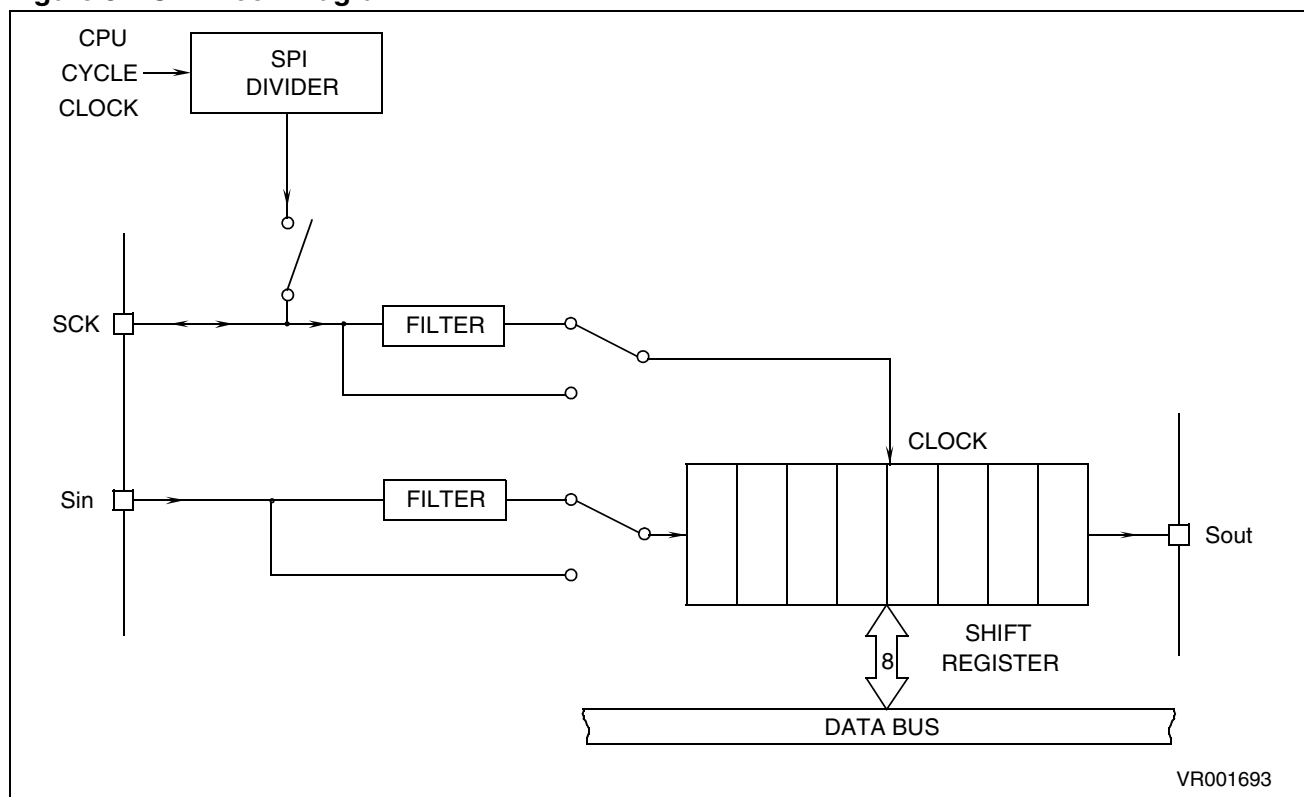 CPU
CYCLE
CLOCK
SPI
DIVIDER
SCK
FILTER
CLOCK
Sin
FILTER
Sout
SHIFT
REGISTER
8
DATA BUS
VR001693